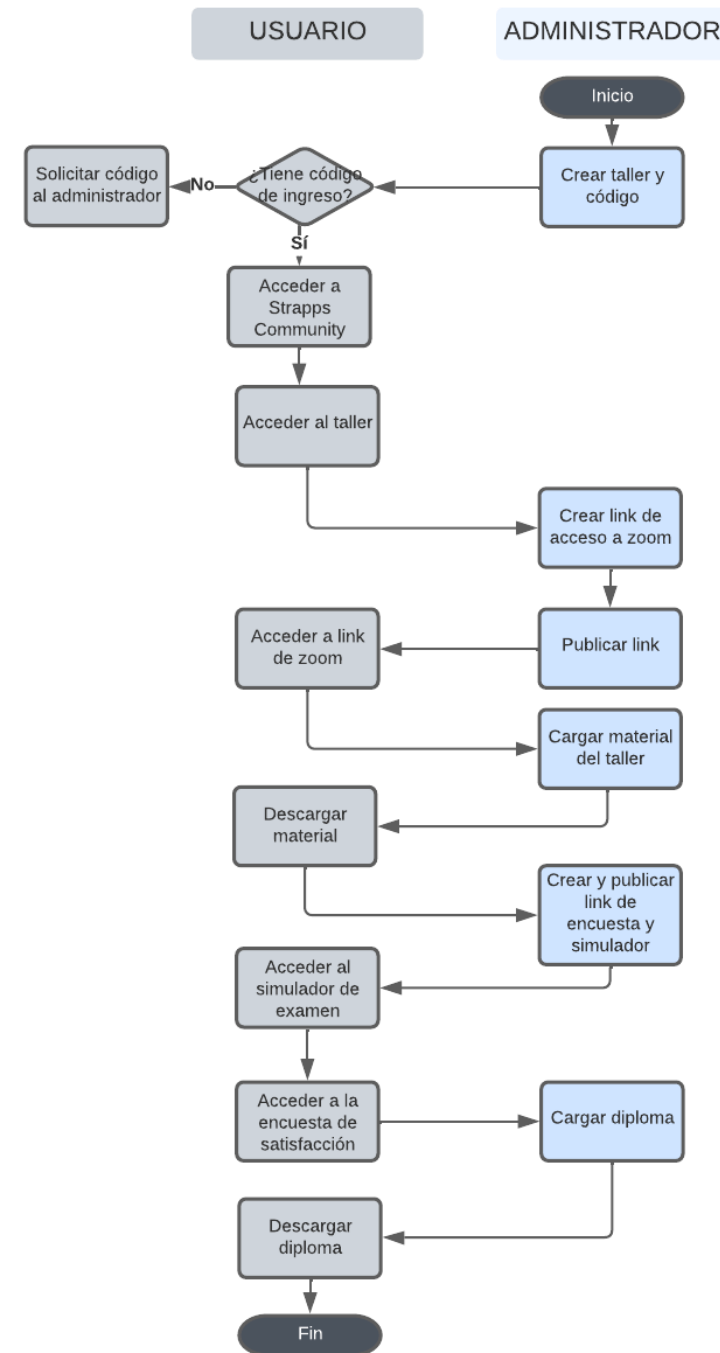 USUARIO
ADMINISTRADOR
Inicio
Solicitar código
al administrador
No
¿Tiene código
de ingreso?
Crear taller y
código
Sí
Acceder a
Strapps
Community
Acceder al taller
Crear link de
acceso a zoom
Acceder a link
de zoom
Publicar link
Cargar material
del taller
Descargar
material
Crear y publicar
link de
encuesta y
simulador
Acceder al
simulador de
examen
Acceder a la
encuesta de
satisfacción
Cargar diploma
Descargar
diploma
Fin